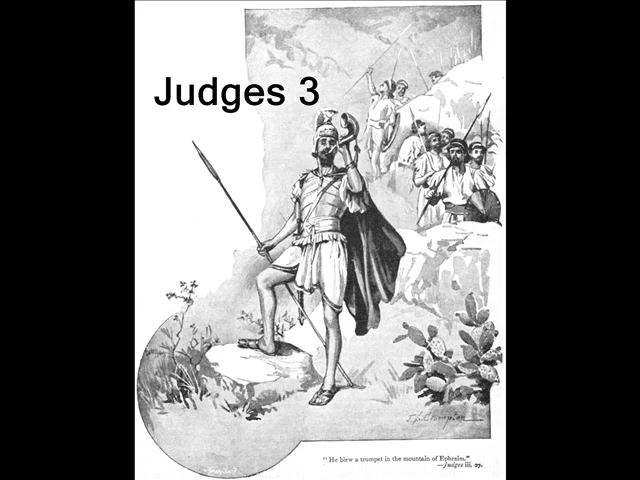 Judges 3
"He blew a trumpet in the mountain of Ephraim."
—Judges iii. 27.